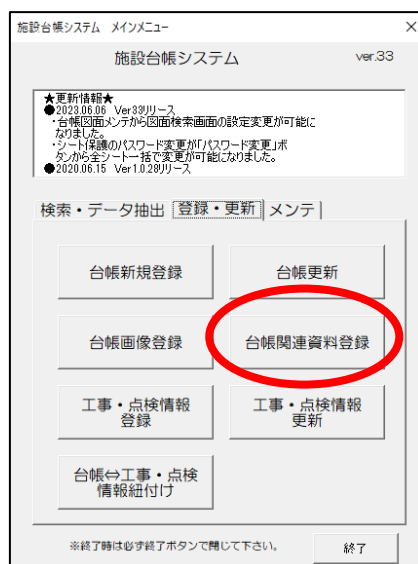 施設台帳システム メインメニュー
施設台帳システム
ver.33
★更新情報★
●2023.06.06 Ver33リリース
・台帳図面メンテから図面検索画面の設定変更が可能に
なりました。
・シート保護のパスワード変更が「パスワード変更」ボ
タンから全シート一括で変更が可能になりました。
●2020.06.15 Ver1.0.28リリース
検索・データ抽出
登録・更新
メンテ
台帳新規登録
台帳更新
台帳画像登録
台帳関連資料登録
工事・点検情報
登録
工事・点検情報
更新
台帳⇔工事・点検
情報紐付け
※終了時は必ず終了ボタンで閉じて下さい。
終了